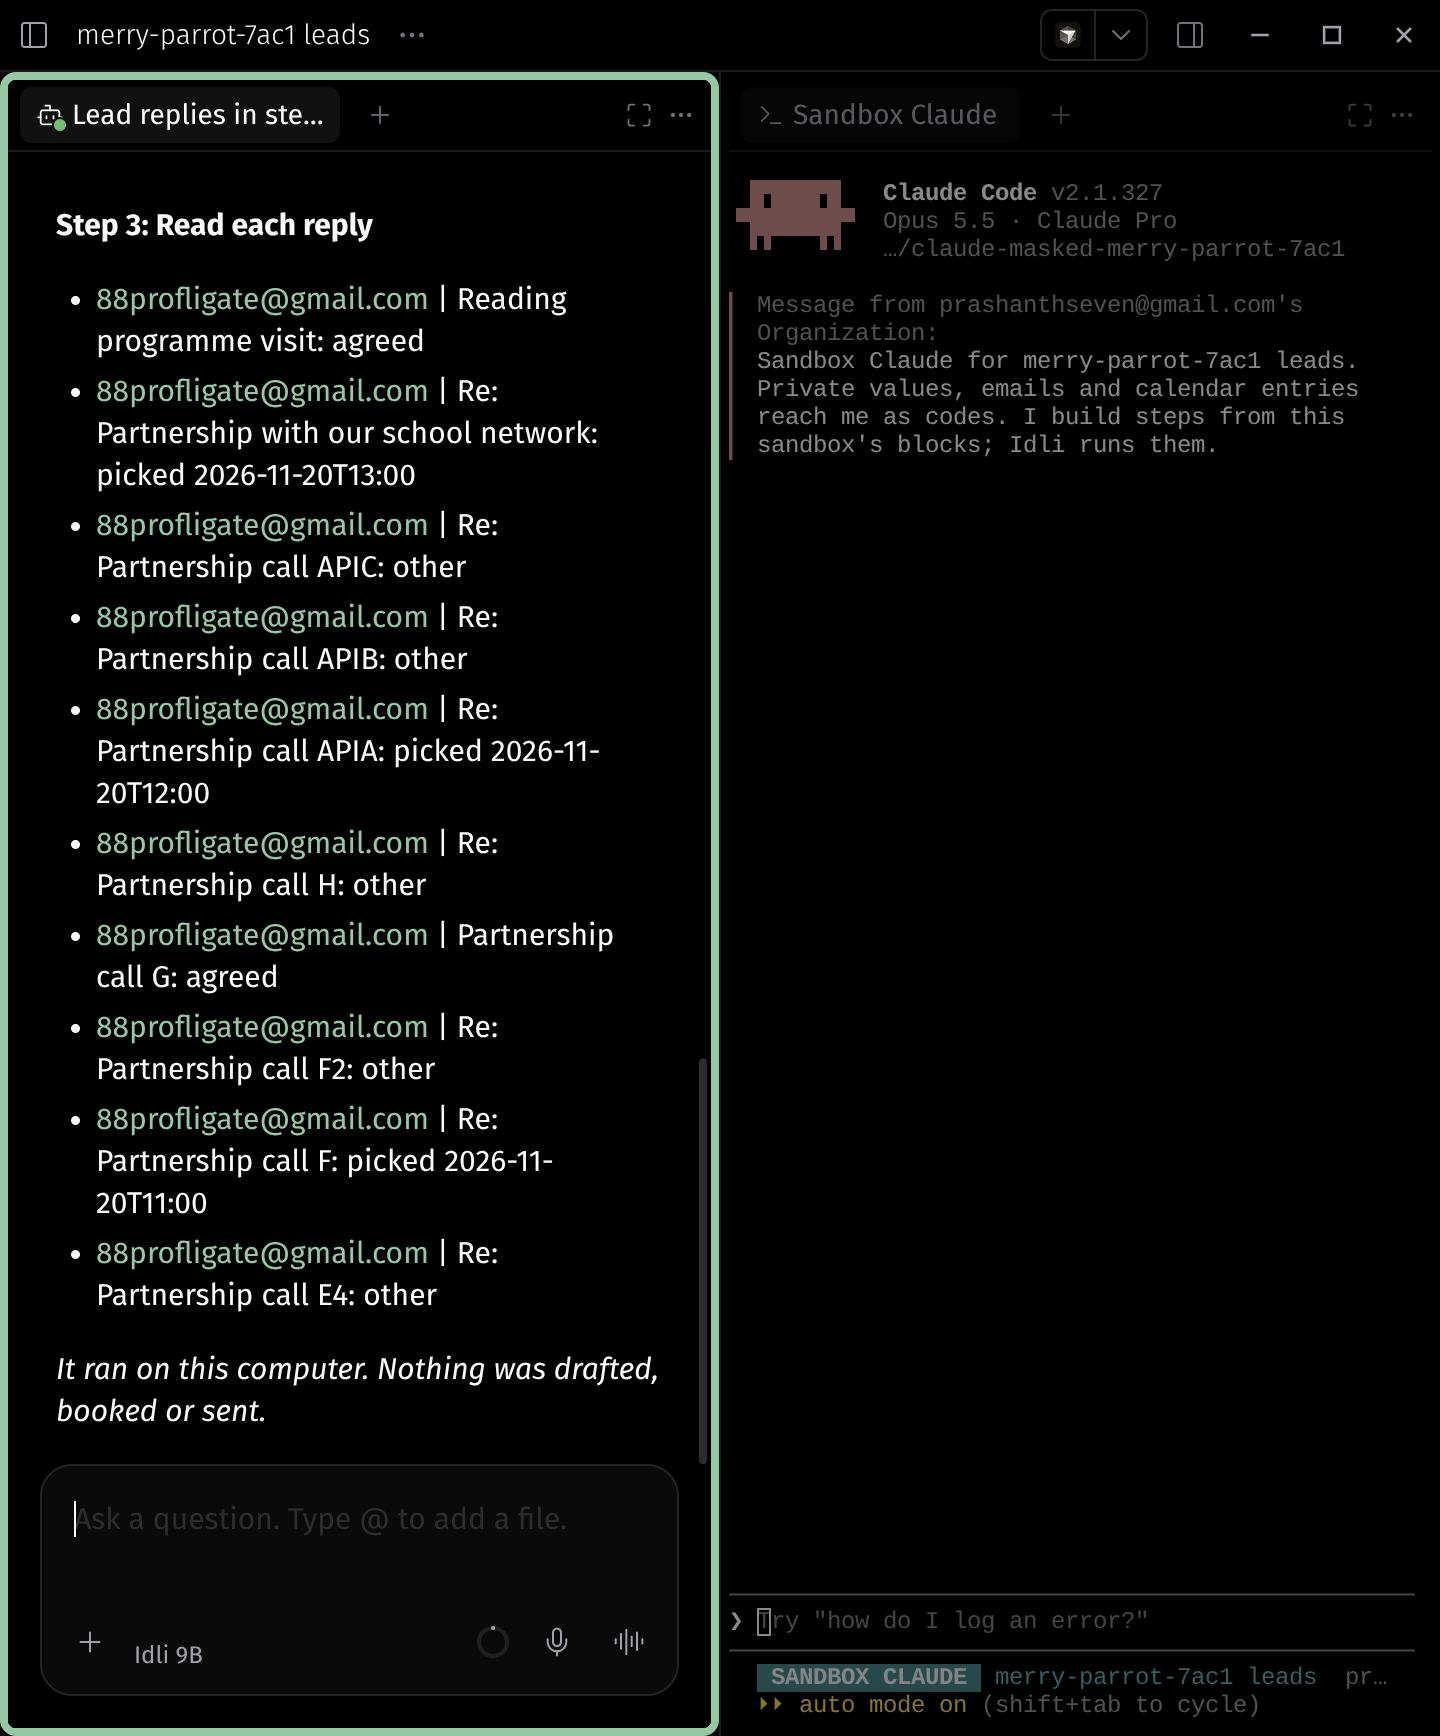 merry-parrot-7ac1 leads
Lead replies in ste...
Step 3: Read each reply
88profligate@gmail.com | Reading
programme visit: agreed
88profligate@gmail.com | Re:
Partnership with our school network:
picked 2026-11-20T13:00
88profligate@gmail.com | Re:
Partnership call APIC: other
88profligate@gmail.com | Re:
Partnership call APIB: other
88profligate@gmail.com | Re:
Partnership call APIA: picked 2026-11-
20T12:00
88profligate@gmail.com | Re:
Partnership call H: other
88profligate@gmail.com | Partnership
call G: agreed
88profligate@gmail.com | Re:
Partnership call F2: other
88profligate@gmail.com | Re:
Partnership call F: picked 2026-11-
20T11:00
88profligate@gmail.com | Re:
Partnership call E4: other
It ran on this computer. Nothing was drafted,
booked or sent.
Ask a question. Type @ to add a file.
Idli 9B
Sandbox Claude
Claude Code v2.1.327
Opus 5.5 · Claude Pro
…/claude-masked-merry-parrot-7ac1
Message from prashanthseven@gmail.com's
Organization:
Sandbox Claude for merry-parrot-7ac1 leads.
Private values, emails and calendar entries
reach me as codes. I build steps from this
sandbox's blocks; Idli runs them.
❯ Try "how do I log an error?"
SANDBOX CLAUDE merry-parrot-7ac1 leads pr…
⏵⏵ auto mode on (shift+tab to cycle)